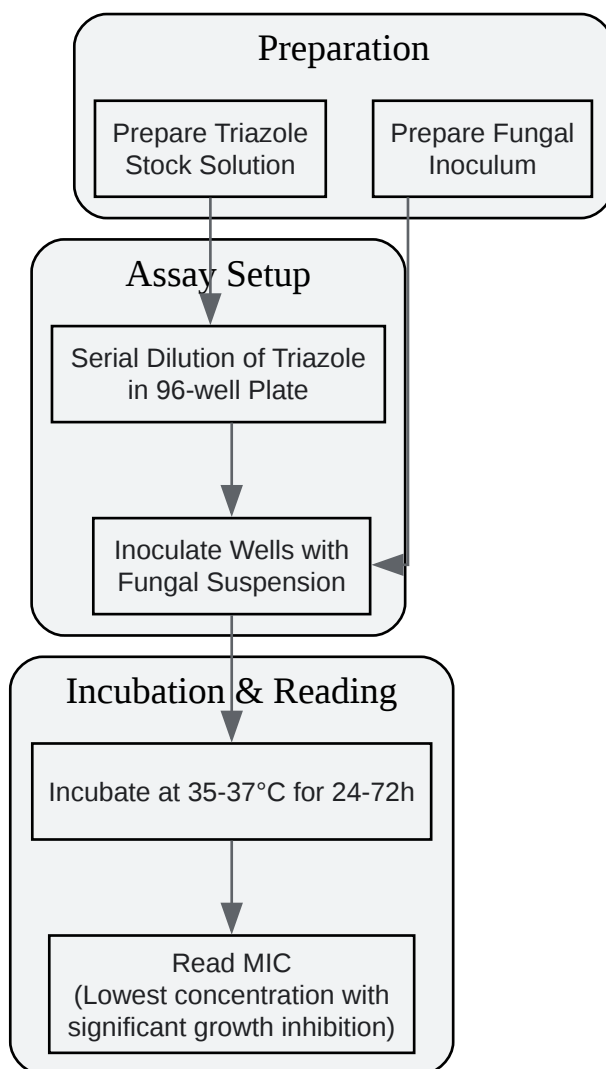 Preparation
Prepare Triazole
Stock Solution
Prepare Fungal
Inoculum
Assay Setup
Serial Dilution of Triazole
in 96-well Plate
Inoculate Wells with
Fungal Suspension
Incubation & Reading
Incubate at 35-37°C for 24-72h
Read MIC
(Lowest concentration with
significant growth inhibition)